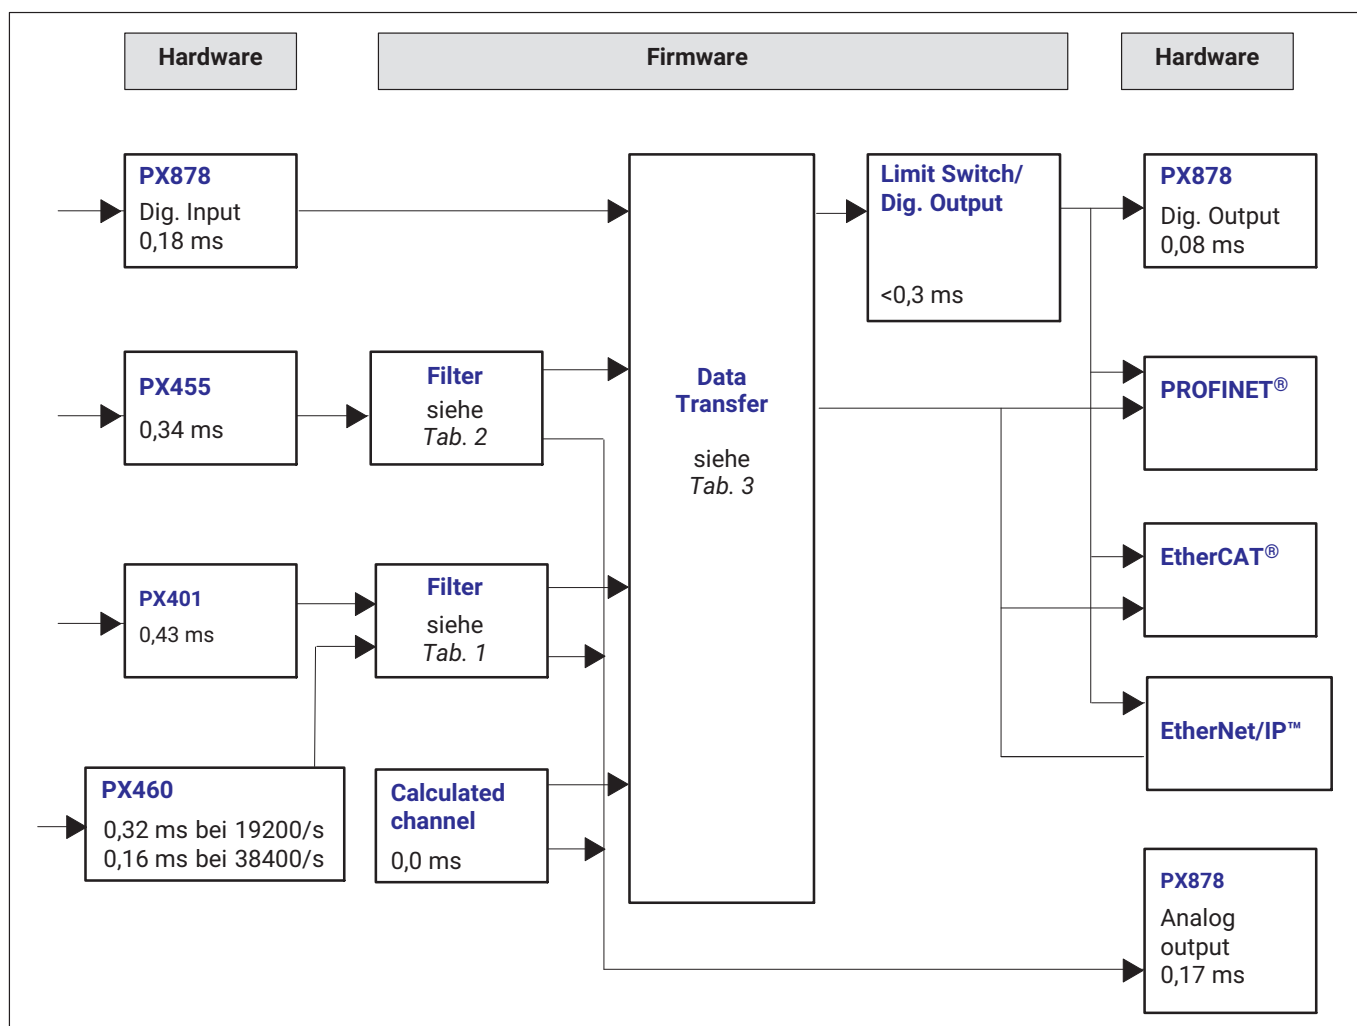 Hardware
Firmware
Hardware
PX878
Dig. Input
0,18 ms
Limit Switch/
Dig. Output
<0,3 ms
PX878
Dig. Output
0,08 ms
PX455
0,34 ms
Filter
siehe
Tab. 2
Data
Transfer
siehe
Tab. 3
PROFINET®
EtherCAT®
PX401
0,43 ms
Filter
siehe
Tab. 1
EtherNet/IP™
PX460
0,32 ms bei 19200/s
0,16 ms bei 38400/s
Calculated
channel
0,0 ms
PX878
Analog
output
0,17 ms